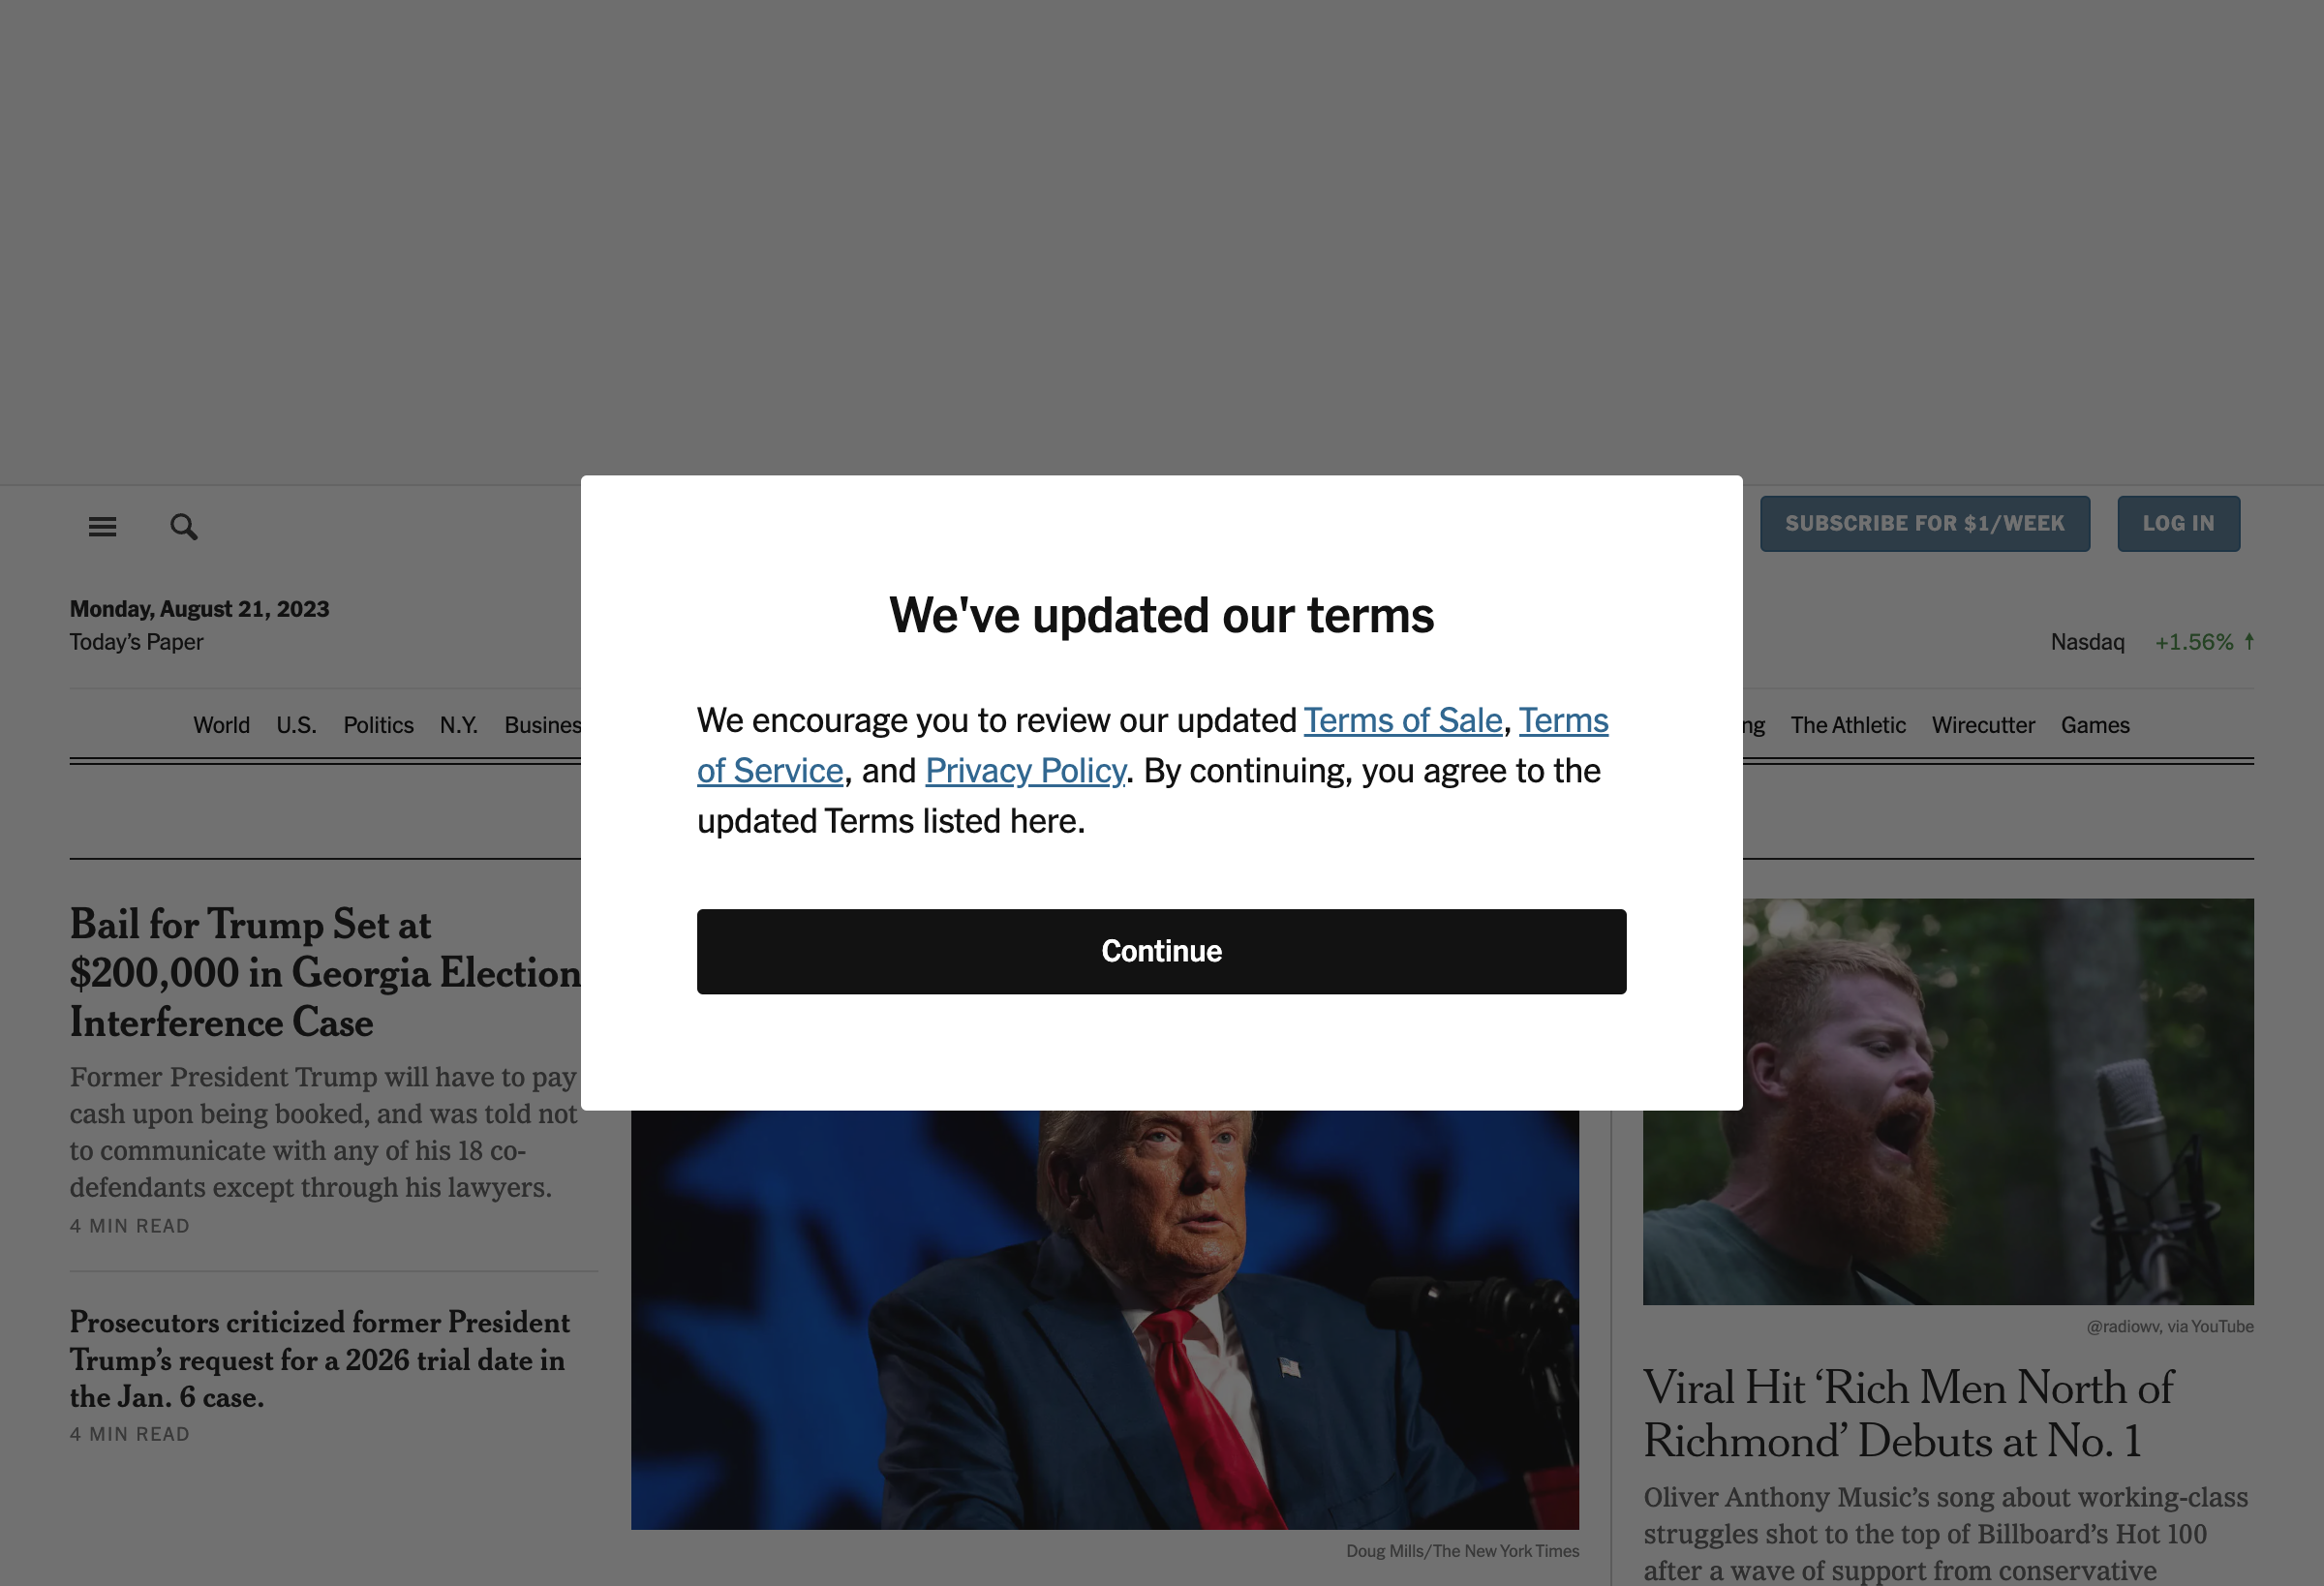 SUBSCRIBE FOR $1/WEEK
LOG IN
Monday, August 21, 2023
Today’s Paper
Nasdaq +1.56% ↑
World U.S. Politics N.Y. The Athletic Wirecutter Games
We've updated our terms
We encourage you to review our updated Terms of Sale, Terms
of Service, and Privacy Policy. By continuing, you agree to the
updated Terms listed here.
Continue
Bail for Trump Set at
$200,000 in Georgia Election
Interference Case
Former President Trump will have to pay
cash upon being booked, and was told not
to communicate with any of his 18 co-
defendants except through his lawyers.
4 MIN READ
Prosecutors criticized former President
Trump’s request for a 2026 trial date in
the Jan. 6 case.
4 MIN READ
Doug Mills/The New York Times
@radiowv, via YouTube
Viral Hit ‘Rich Men North of
Richmond’ Debuts at No. 1
Oliver Anthony Music’s song about working-class
struggles shot to the top of Billboard’s Hot 100
after a wave of support from conservative